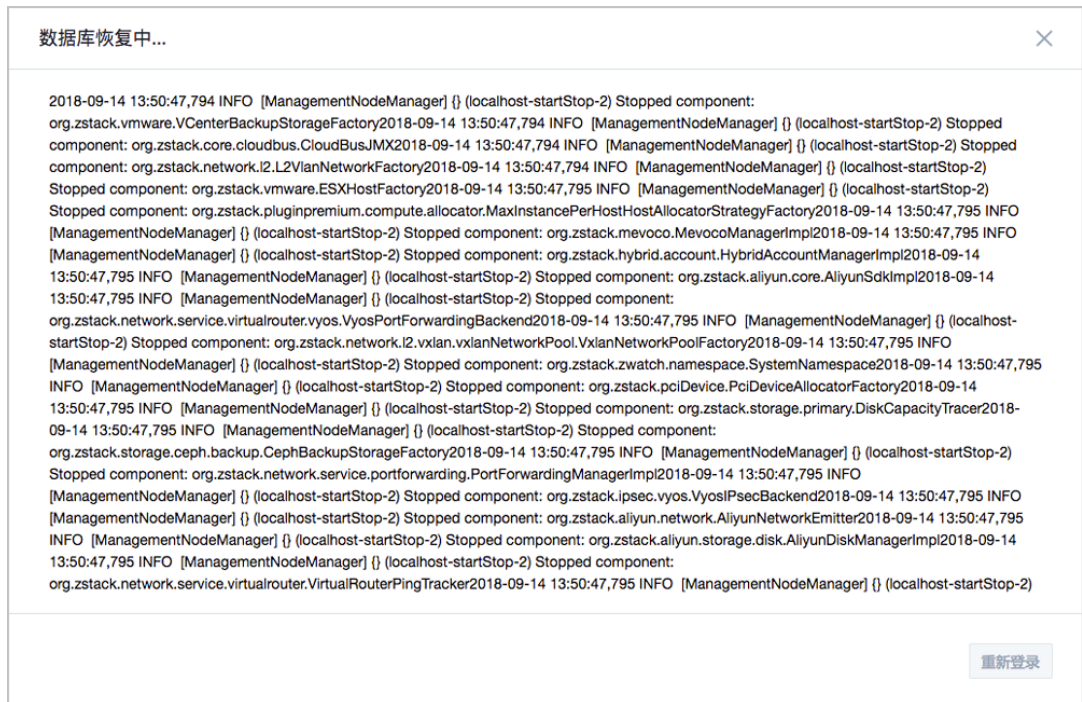 数据库恢复中...
2018-09-14 13:50:47,794 INFO [ManagementNodeManager] {} (localhost-startStop-2) Stopped component:
org.zstack.vmware.VCenterBackupStorageFactory2018-09-14 13:50:47,794 INFO [ManagementNodeManager] {} (localhost-startStop-2) Stopped
component: org.zstack.core.cloudbus.CloudBusJMX2018-09-14 13:50:47,794 INFO [ManagementNodeManager] {} (localhost-startStop-2) Stopped
component: org.zstack.network.l2.L2VlanNetworkFactory2018-09-14 13:50:47,794 INFO [ManagementNodeManager] {} (localhost-startStop-2)
Stopped component: org.zstack.vmware.ESXHostFactory2018-09-14 13:50:47,795 INFO [ManagementNodeManager] {} (localhost-startStop-2)
Stopped component: org.zstack.pluginpremium.compute.allocator.MaxInstancePerHostHostAllocatorStrategyFactory2018-09-14 13:50:47,795 INFO
[ManagementNodeManager] {} (localhost-startStop-2) Stopped component: org.zstack.mevoco.MevocoManagerImpl2018-09-14 13:50:47,795 INFO
[ManagementNodeManager] {} (localhost-startStop-2) Stopped component: org.zstack.hybrid.account.HybridAccountManagerImpl2018-09-14
13:50:47,795 INFO [ManagementNodeManager] {} (localhost-startStop-2) Stopped component: org.zstack.aliyun.core.AliyunSdkImpl2018-09-14
13:50:47,795 INFO [ManagementNodeManager] {} (localhost-startStop-2) Stopped component:
org.zstack.network.service.virtualrouter.vyos.VyosPortForwardingBackend2018-09-14 13:50:47,795 INFO [ManagementNodeManager] {} (localhost-
startStop-2) Stopped component: org.zstack.network.l2.vxlan.vxlanNetworkPool.VxlanNetworkPoolFactory2018-09-14 13:50:47,795 INFO
[ManagementNodeManager] {} (localhost-startStop-2) Stopped component: org.zstack.zwatch.namespace.SystemNamespace2018-09-14 13:50:47,795
INFO [ManagementNodeManager] {} (localhost-startStop-2) Stopped component: org.zstack.pciDevice.PciDeviceAllocatorFactory2018-09-14
13:50:47,795 INFO [ManagementNodeManager] {} (localhost-startStop-2) Stopped component: org.zstack.storage.primary.DiskCapacityTracer2018-
09-14 13:50:47,795 INFO [ManagementNodeManager] {} (localhost-startStop-2) Stopped component:
org.zstack.storage.ceph.backup.CephBackupStorageFactory2018-09-14 13:50:47,795 INFO [ManagementNodeManager] {} (localhost-startStop-2)
Stopped component: org.zstack.network.service.portforwarding.PortForwardingManagerImpl2018-09-14 13:50:47,795 INFO
[ManagementNodeManager] {} (localhost-startStop-2) Stopped component: org.zstack.ipsec.vyos.VyosIPsecBackend2018-09-14 13:50:47,795 INFO
[ManagementNodeManager] {} (localhost-startStop-2) Stopped component: org.zstack.aliyun.network.AliyunNetworkEmitter2018-09-14 13:50:47,795
INFO [ManagementNodeManager] {} (localhost-startStop-2) Stopped component: org.zstack.aliyun.storage.disk.AliyunDiskManagerImpl2018-09-14
13:50:47,795 INFO [ManagementNodeManager] {} (localhost-startStop-2) Stopped component:
org.zstack.network.service.virtualrouter.VirtualRouterPingTracker2018-09-14 13:50:47,795 INFO [ManagementNodeManager] {} (localhost-startStop-2)
重新登录